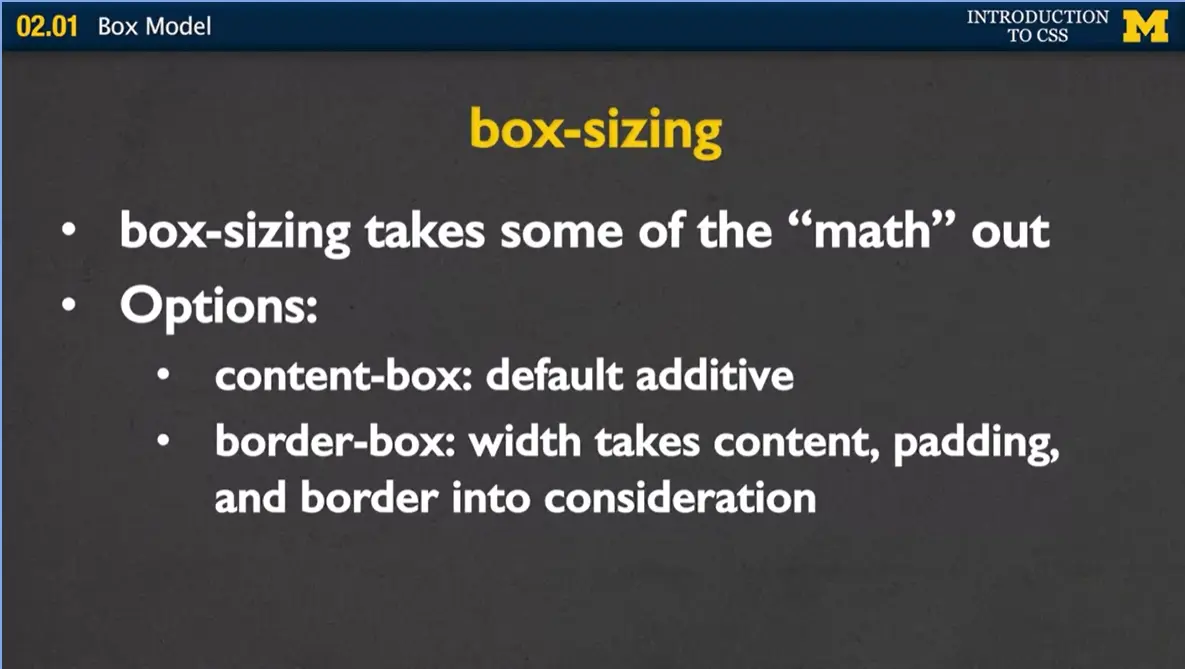 02.01 Box Model
INTRODUCTION
TO CSS
M
box-sizing
• box-sizing takes some of the “math” out
• Options:
• content-box: default additive
• border-box: width takes content, padding,
and border into consideration